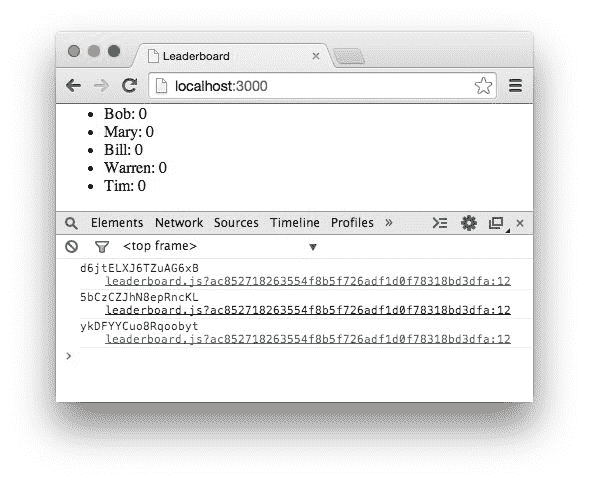 Leaderboard
localhost:3000
Bob: 0
Mary: 0
Bill: 0
Warren: 0
Tim: 0
Elements Network Sources Timeline Profiles »
<top frame>
d6jtELXJ6TZuAG6xB
leaderboard.js?ac852718263554f8b5f726adf1d0f78318bd3dfa:12
5bCzCZJhN8epRncKL
leaderboard.js?ac852718263554f8b5f726adf1d0f78318bd3dfa:12
ykDFYYCuo8Rqoobyt
leaderboard.js?ac852718263554f8b5f726adf1d0f78318bd3dfa:12
>